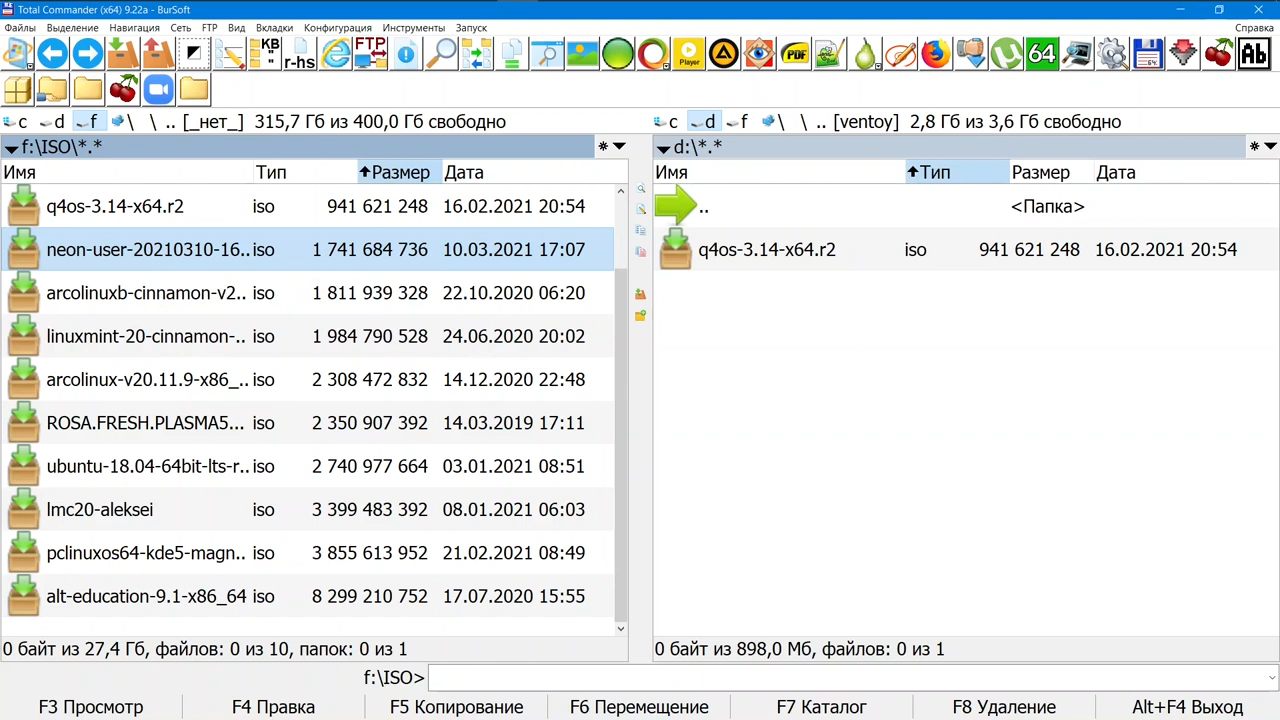 Total Commander (x64) 9.22a - BurSoft
Файлы Выделение Навигация Сеть FTP Вид Вкладки Конфигурация Инструменты Запуск Справка
KB " r-hs FTP Player PDF 64 Ab
c d f \ \ .. [_нет_] 315,7 Гб из 400,0 Гб свободно
c d f \ \ .. [ventoy] 2,8 Гб из 3,6 Гб свободно
f:\ISO\*.* * 
Имя Тип Размер Дата
q4os-3.14-x64.r2 iso 941 621 248 16.02.2021 20:54
neon-user-20210310-16.. iso 1 741 684 736 10.03.2021 17:07
arcolinuxb-cinnamon-v2.. iso 1 811 939 328 22.10.2020 06:20
linuxmint-20-cinnamon-.. iso 1 984 790 528 24.06.2020 20:02
arcolinux-v20.11.9-x86_.. iso 2 308 472 832 14.12.2020 22:48
ROSA.FRESH.PLASMA5... iso 2 350 907 392 14.03.2019 17:11
ubuntu-18.04-64bit-lts-r.. iso 2 740 977 664 03.01.2021 08:51
lmc20-aleksei iso 3 399 483 392 08.01.2021 06:03
pclinuxos64-kde5-magn.. iso 3 855 613 952 21.02.2021 08:49
alt-education-9.1-x86_64 iso 8 299 210 752 17.07.2020 15:55
0 байт из 27,4 Гб, файлов: 0 из 10, папок: 0 из 1
d:\*.* *
Имя Тип Размер Дата
.. <Папка>
q4os-3.14-x64.r2 iso 941 621 248 16.02.2021 20:54
0 байт из 898,0 Мб, файлов: 0 из 1
f:\ISO>
F3 Просмотр F4 Правка F5 Копирование F6 Перемещение F7 Каталог F8 Удаление Alt+F4 Выход